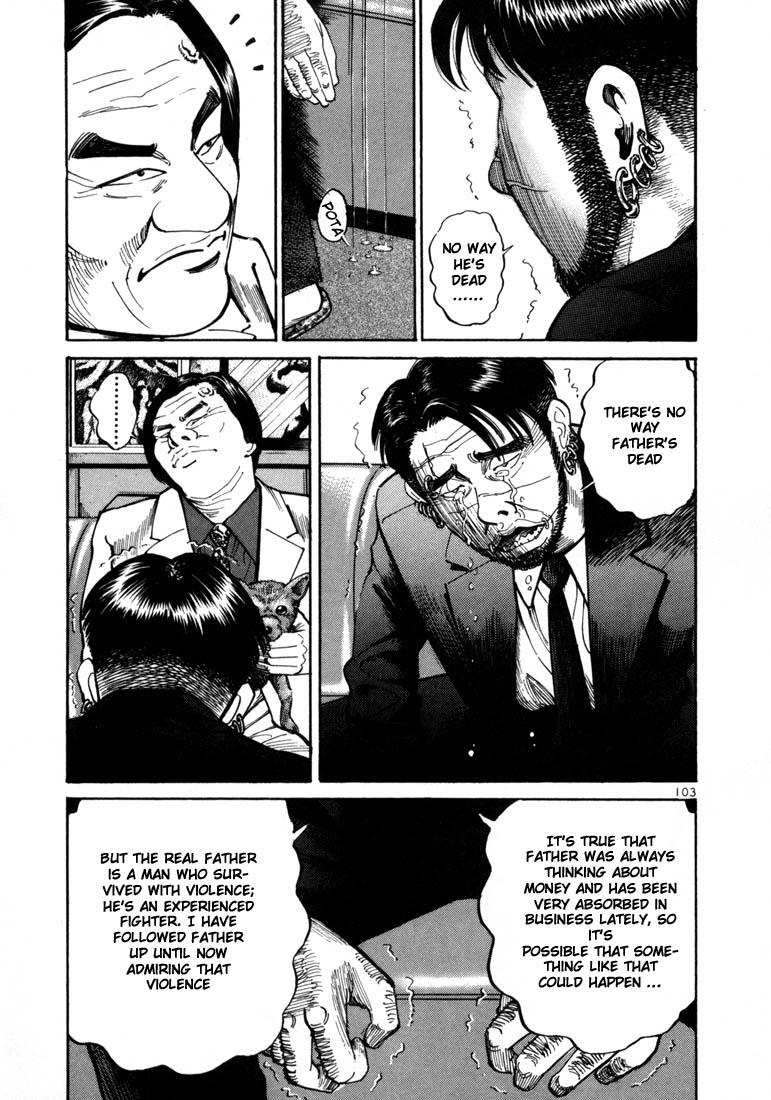 NO WAY
HE'S
DEAD
......
POTA
THERE'S NO
WAY
FATHER'S
DEAD
........
103
IT'S TRUE THAT
FATHER WAS ALWAYS
THINKING ABOUT
MONEY AND HAS BEEN
VERY ABSORBED IN
BUSINESS LATELY, SO
IT'S
POSSIBLE THAT SOME-
THING LIKE THAT
COULD HAPPEN ...
BUT THE REAL FATHER
IS A MAN WHO SUR-
VIVED WITH VIOLENCE;
HE'S AN EXPERIENCED
FIGHTER. I HAVE
FOLLOWED FATHER
UP UNTIL NOW
ADMIRING THAT
VIOLENCE